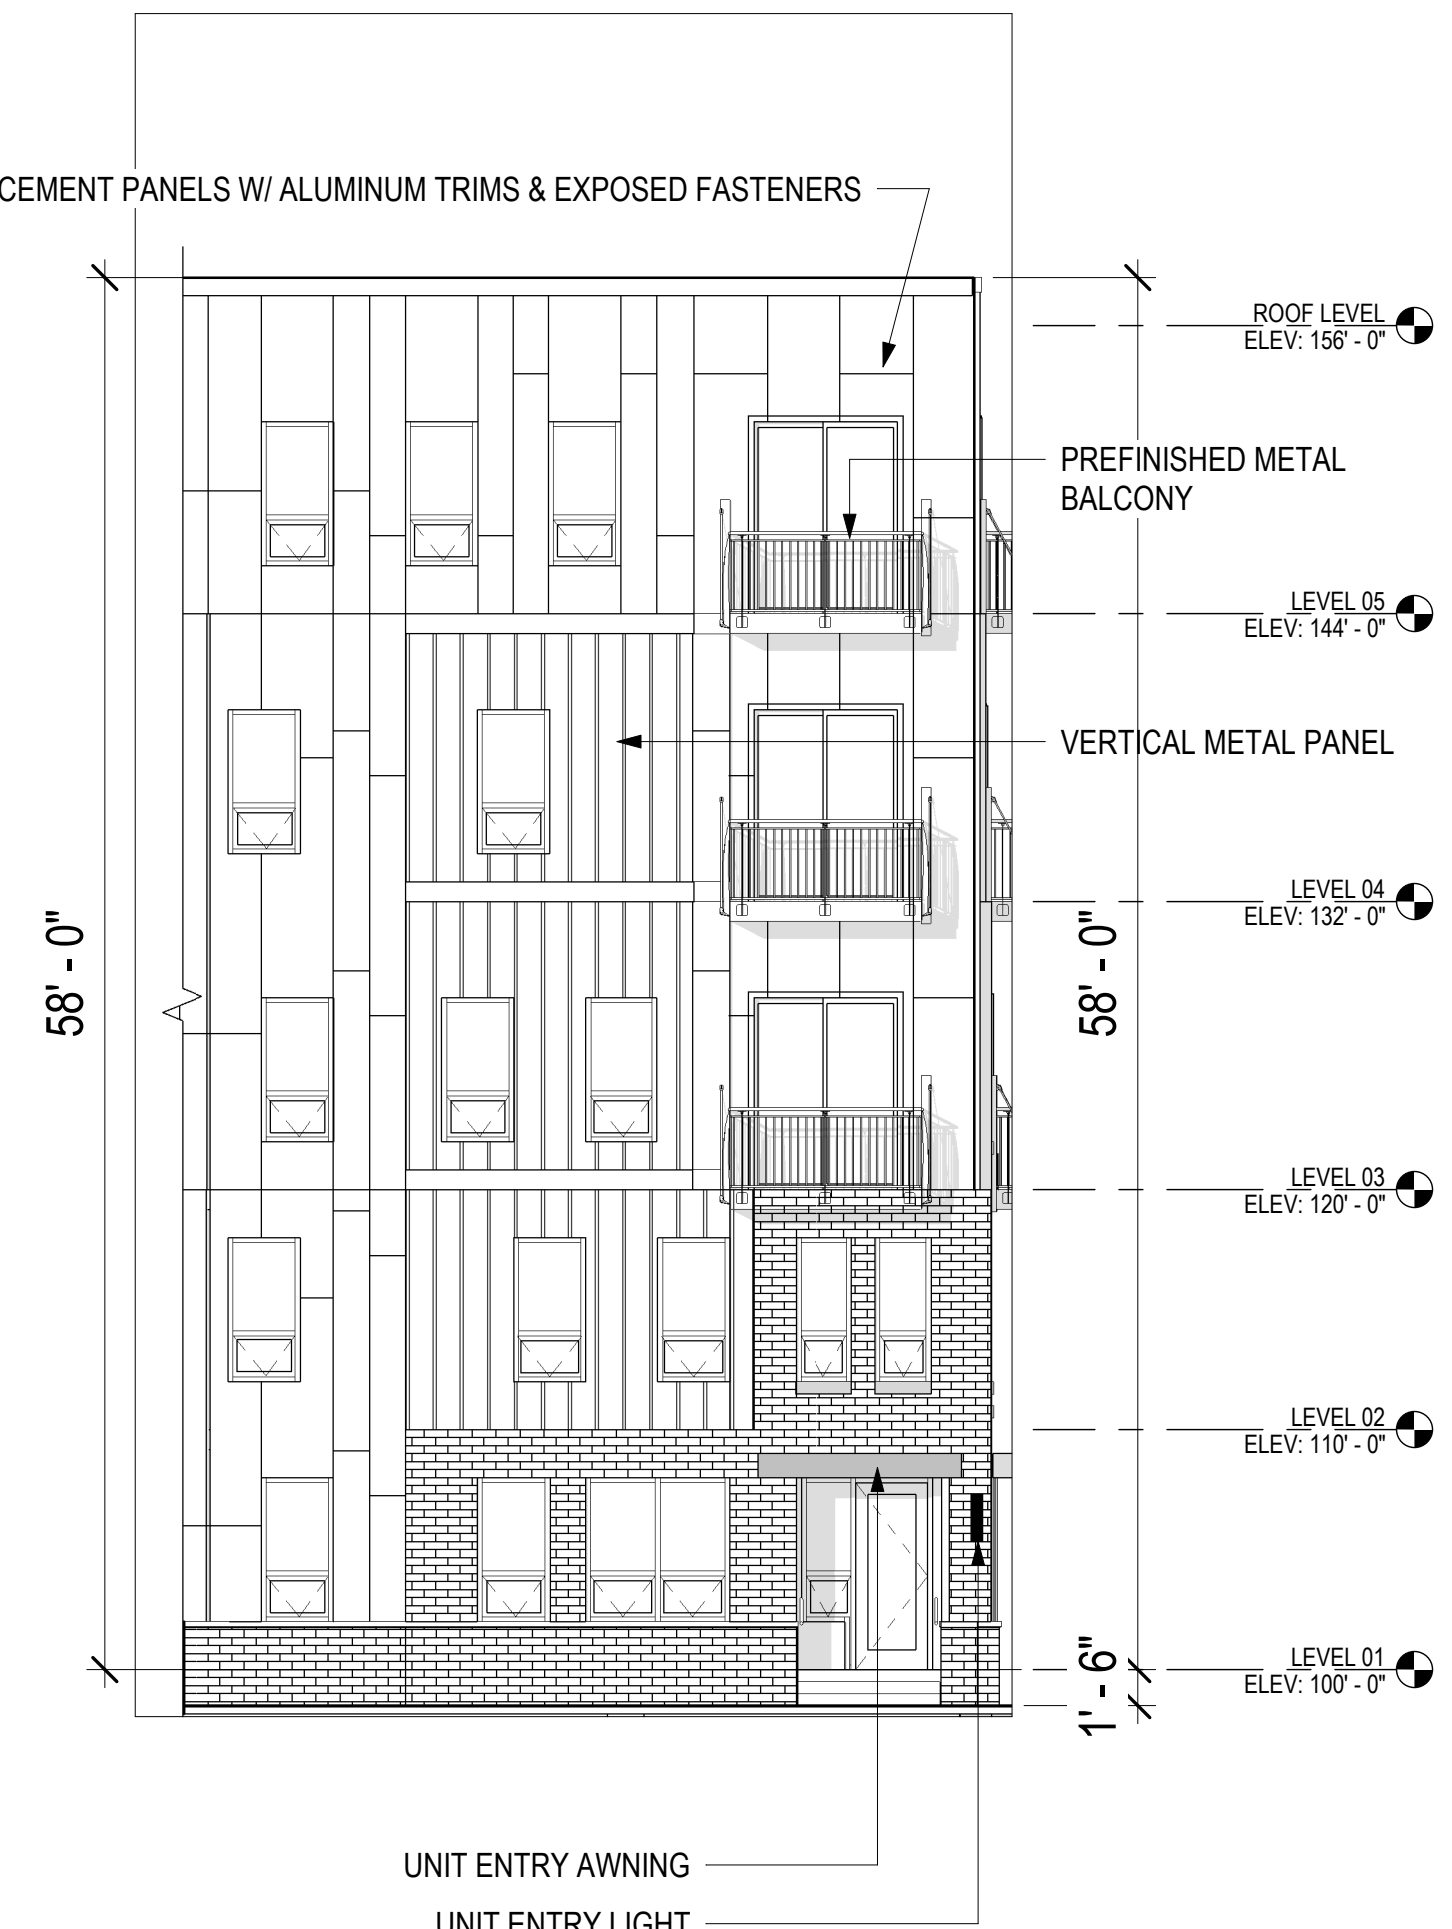 CEMENT PANELS W/ ALUMINUM TRIMS & EXPOSED FASTENERS
ROOF LEVEL
ELEV: 156' - 0"
PREFINISHED METAL
BALCONY
LEVEL 05
ELEV: 144' - 0"
VERTICAL METAL PANEL
LEVEL 04
ELEV: 132' - 0"
58' - 0"
58' - 0"
LEVEL 03
ELEV: 120' - 0"
LEVEL 02
ELEV: 110' - 0"
LEVEL 01
ELEV: 100' - 0"
1' - 6"
UNIT ENTRY AWNING
UNIT ENTRY LIGHT